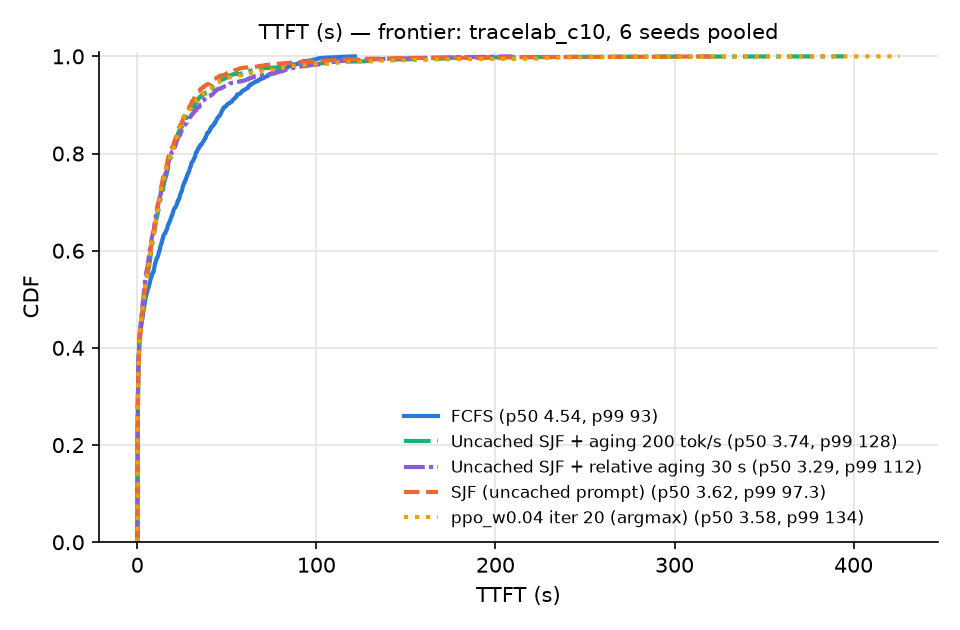 TTFT (s) — frontier: tracelab_c10, 6 seeds pooled
1.0
0.8
0.6
0.4
0.2
0.0
CDF
FCFS (p50 4.54, p99 93)
Uncached SJF + aging 200 tok/s (p50 3.74, p99 128)
Uncached SJF + relative aging 30 s (p50 3.29, p99 112)
SJF (uncached prompt) (p50 3.62, p99 97.3)
ppo_w0.04 iter 20 (argmax) (p50 3.58, p99 134)
0 100 200 300 400
TTFT (s)